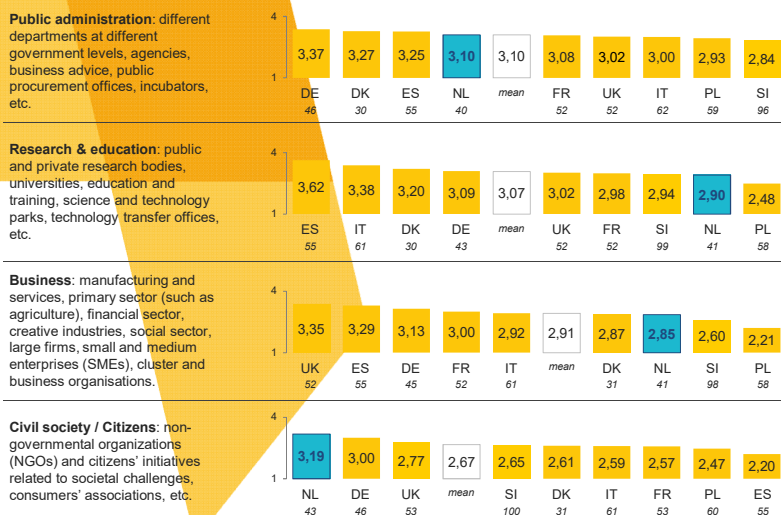 Public administration: different
departments at different
government levels, agencies,
business advice, public
procurement offices, incubators,
etc.
4
1
3,37 3,27 3,25 3,10 3,10 3,08 3,02 3,00 2,93 2,84
DE DK ES NL mean FR UK IT PL SI
46 30 55 40 52 52 62 59 96
Research & education: public
and private research bodies,
universities, education and
training, science and technology
parks, technology transfer offices,
etc.
4
1
3,62 3,38 3,20 3,09 3,07 3,02 2,98 2,94 2,90 2,48
ES IT DK DE mean UK FR SI NL PL
55 61 30 43 52 52 99 41 58
Business: manufacturing and
services, primary sector (such as
agriculture), financial sector,
creative industries, social sector,
large firms, small and medium
enterprises (SMEs), cluster and
business organisations.
4
1
3,35 3,29 3,13 3,00 2,92 2,91 2,87 2,85 2,60 2,21
UK ES DE FR IT mean DK NL SI PL
52 55 45 52 61 31 41 98 58
Civil society / Citizens: non-
governmental organizations
(NGOs) and citizens’ initiatives
related to societal challenges,
consumers’ associations, etc.
4
1
3,19 3,00 2,77 2,67 2,65 2,61 2,59 2,57 2,47 2,20
NL DE UK mean SI DK IT FR PL ES
43 46 53 100 31 61 53 60 55